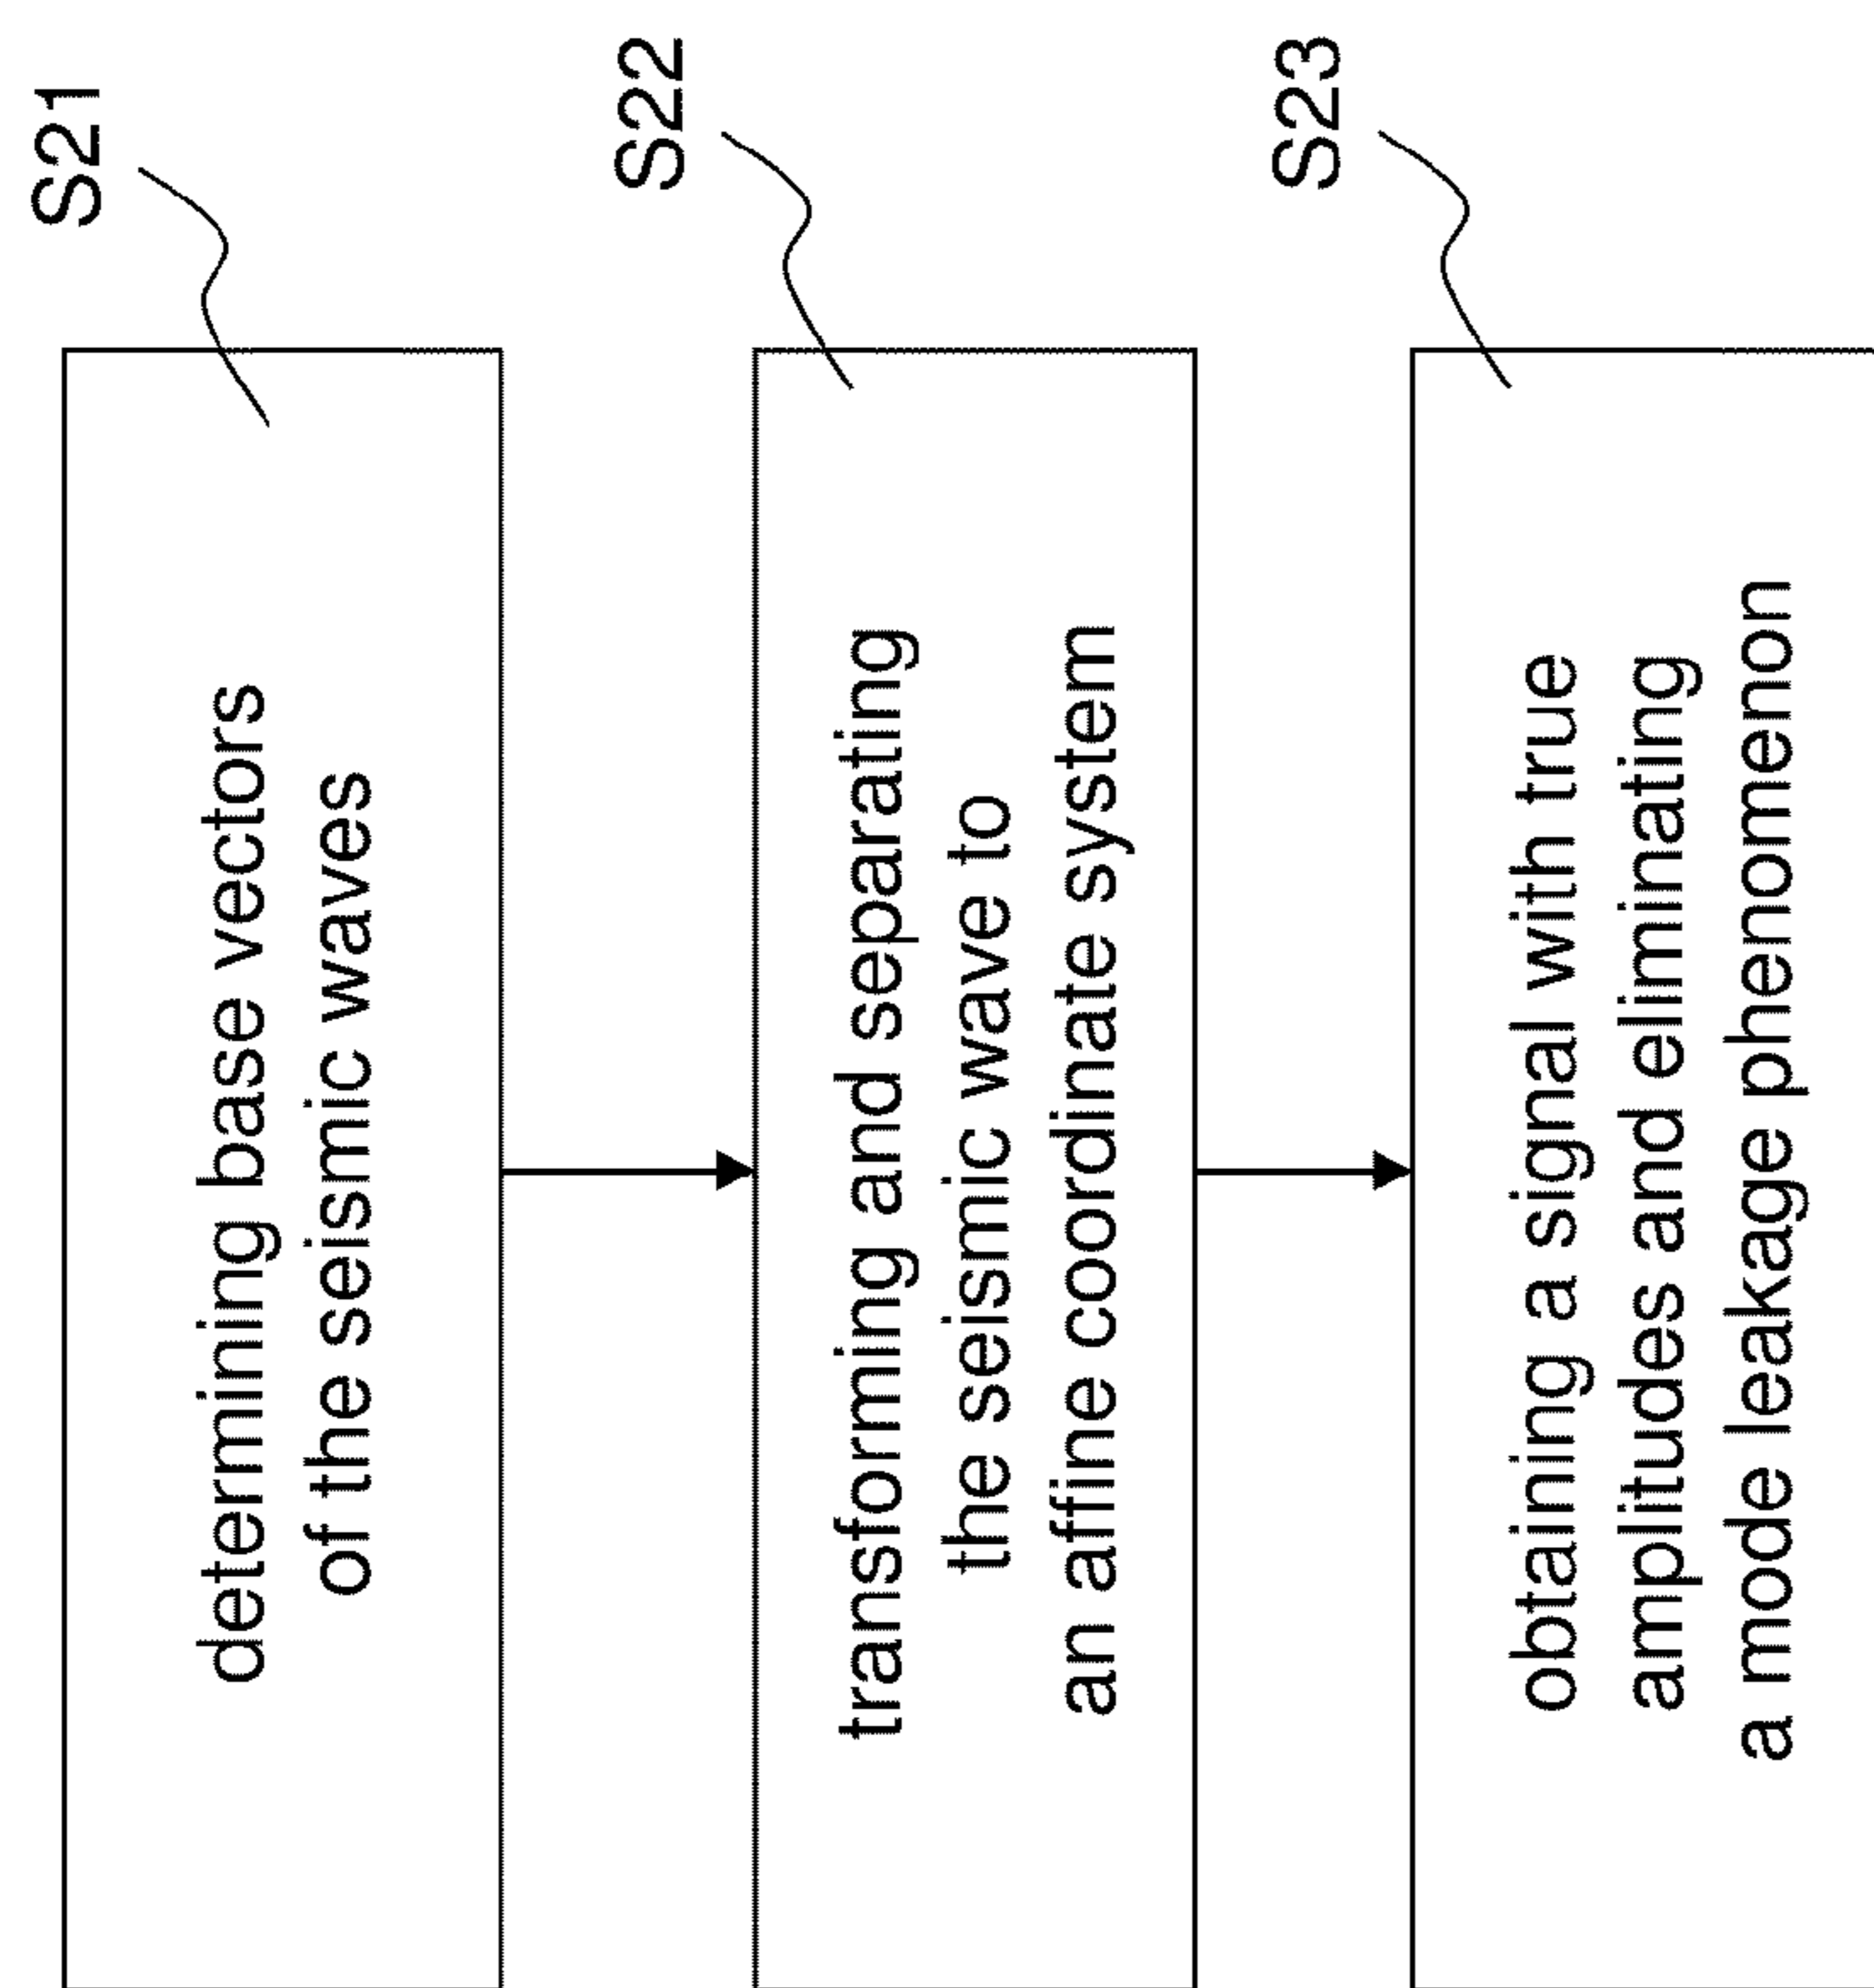 S21
determining base vectors
of the seismic waves
S22
transforming and separating
the seismic wave to
an affine coordinate system
S23
obtaining a signal with true
amplitudes and eliminating
a mode leakage phenomenon